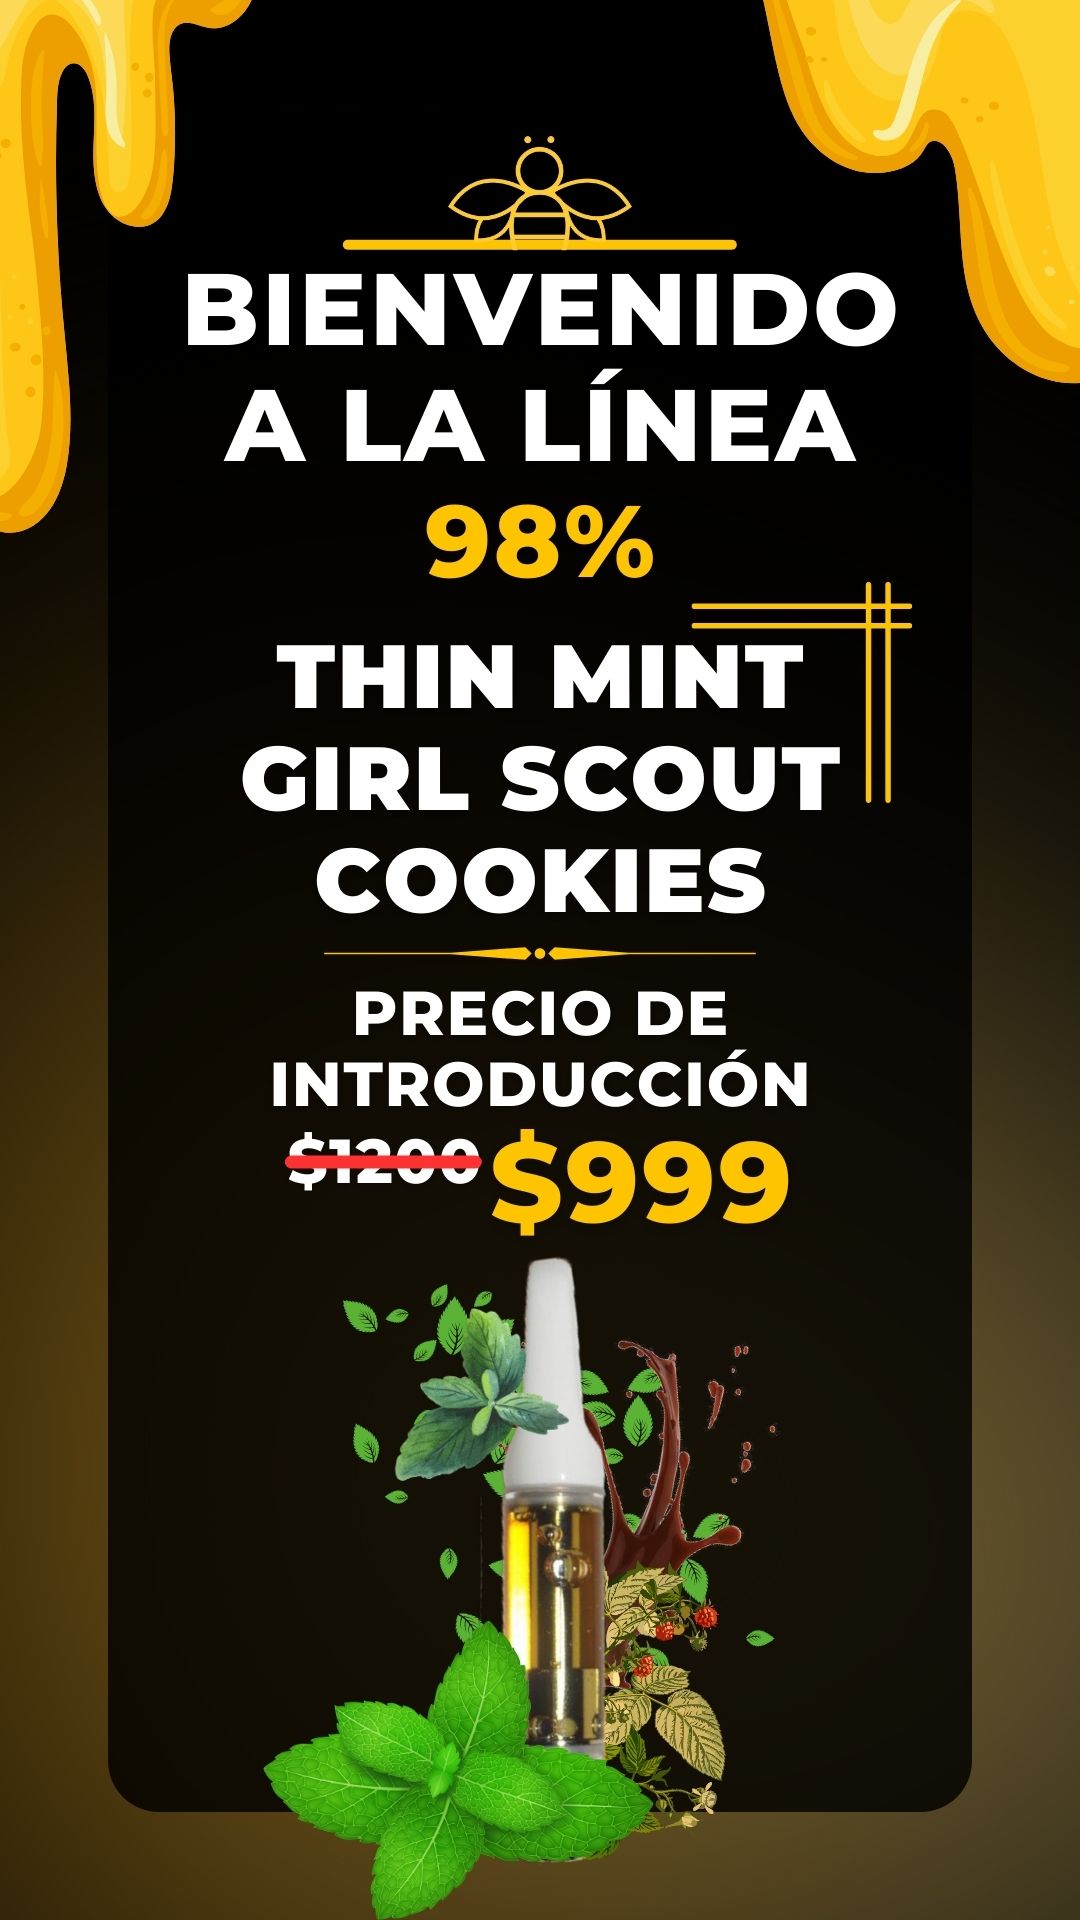 BIENVENIDO
A LA LÍNEA
98%
THIN MINT
GIRL SCOUT
COOKIES
PRECIO DE
INTRODUCCIÓN
$1200 $999